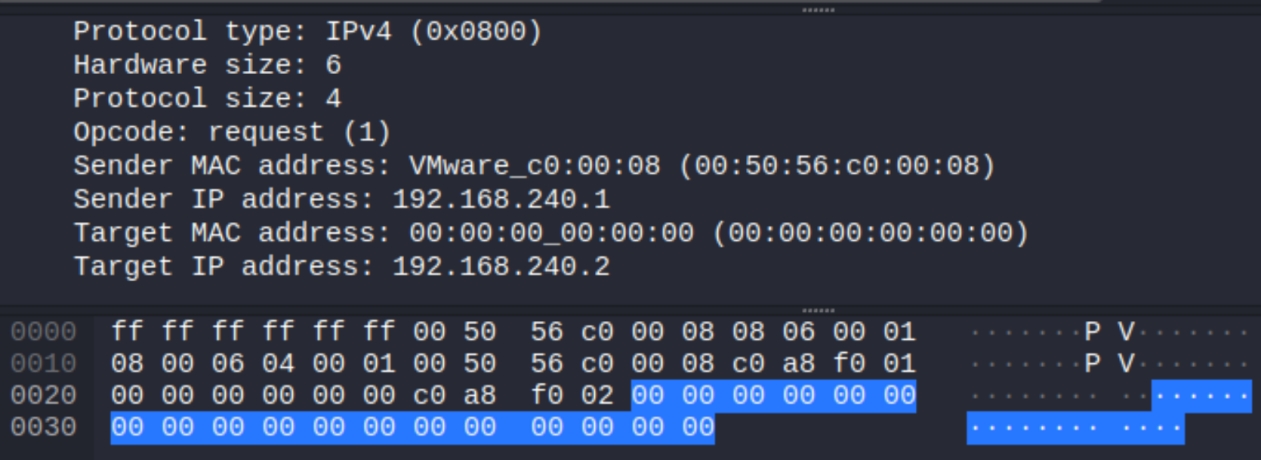 Protocol type: IPv4 (0x0800)
Hardware size: 6
Protocol size: 4
Opcode: request (1)
Sender MAC address: VMware_c0:00:08 (00:50:56:c0:00:08)
Sender IP address: 192.168.240.1
Target MAC address: 00:00:00_00:00:00 (00:00:00:00:00:00)
Target IP address: 192.168.240.2
0000 ff ff ff ff ff ff 00 50 56 c0 00 08 08 06 00 01 ·······P V·······
0010 08 00 06 04 00 01 00 50 56 c0 00 08 c0 a8 f0 01 ·······P V·······
0020 00 00 00 00 00 00 c0 a8 f0 02 00 00 00 00 00 00 ········ ········
0030 00 00 00 00 00 00 00 00 00 00 00 00 ········ ····